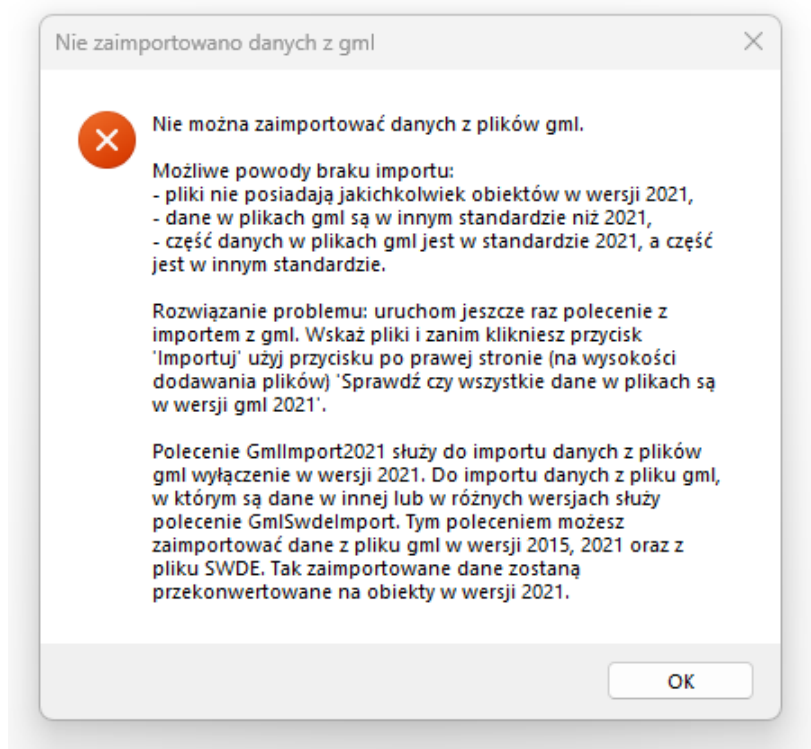 Nie zaimportowano danych z gml
Nie można zaimportować danych z plików gml.
Możliwe powody braku importu:
- pliki nie posiadają jakichkolwiek obiektów w wersji 2021,
- dane w plikach gml są w innym standardzie niż 2021,
- część danych w plikach gml jest w standardzie 2021, a część
jest w innym standardzie.
Rozwiązanie problemu: uruchom jeszcze raz polecenie z
importem z gml. Wskaż pliki i zanim klikniesz przycisk
'Importuj' użyj przycisku po prawej stronie (na wysokości
dodawania plików) 'Sprawdź czy wszystkie dane w plikach są
w wersji gml 2021'.
Polecenie GmlImport2021 służy do importu danych z plików
gml wyłączenie w wersji 2021. Do importu danych z pliku gml,
w którym są dane w innej lub w różnych wersjach służy
polecenie GmlSwdeImport. Tym poleceniem możesz
zaimportować dane z pliku gml w wersji 2015, 2021 oraz z
pliku SWDE. Tak zaimportowane dane zostaną
przekonwertowane na obiekty w wersji 2021.
OK